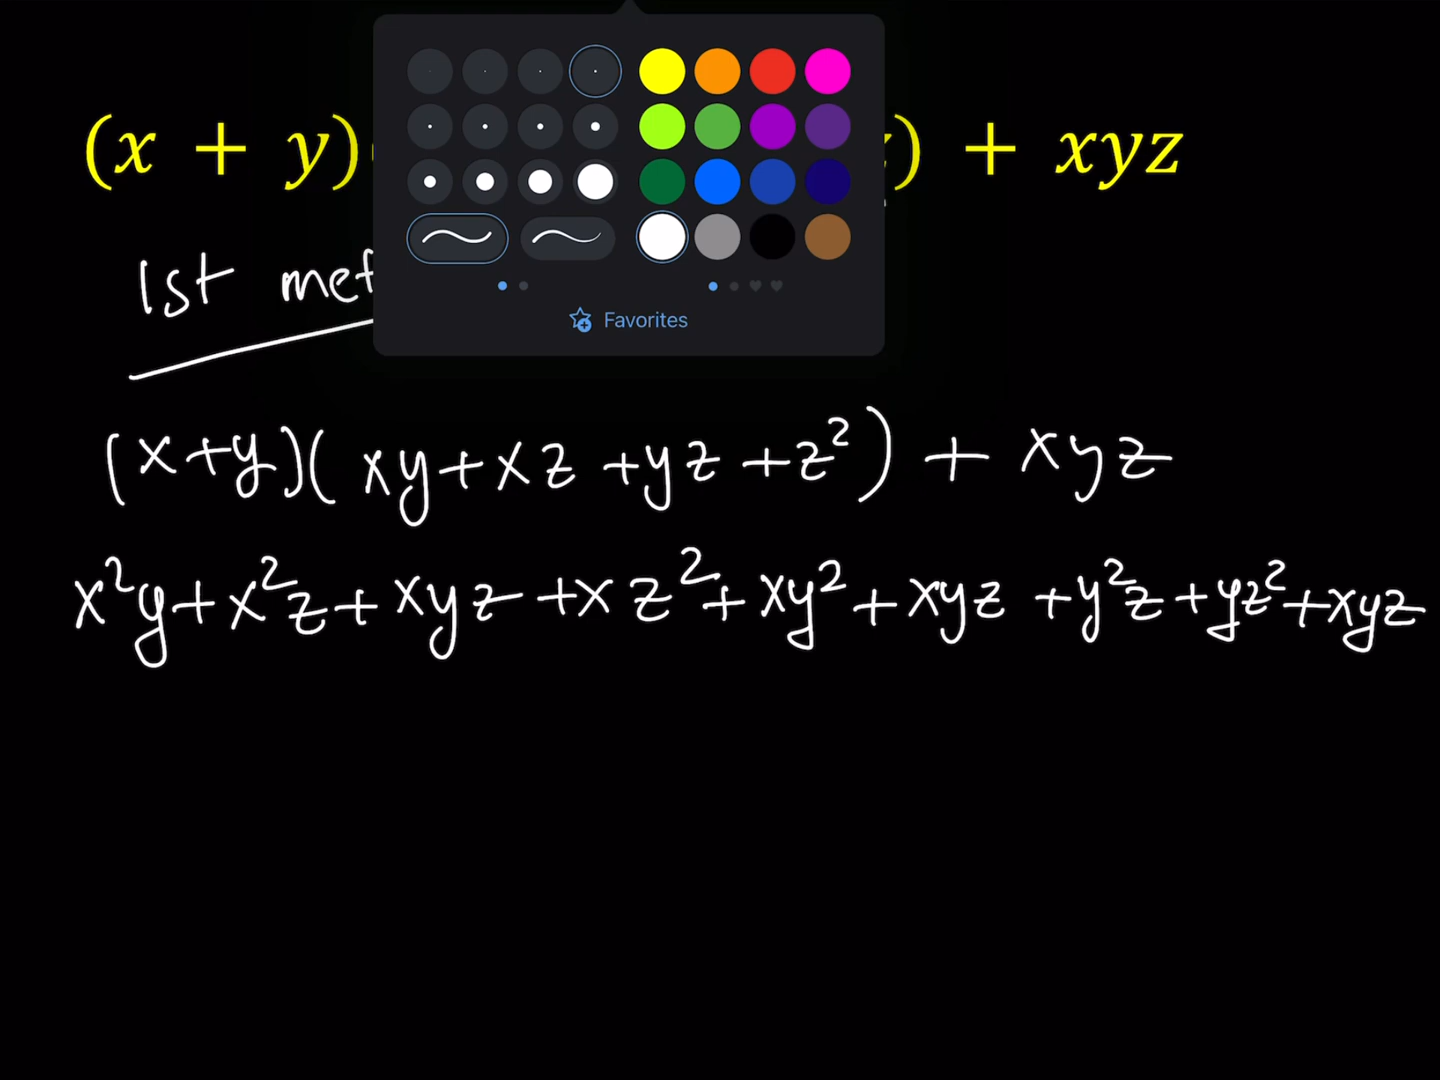 (x + y) ) + xyz
1st met
Favorites
(x+y)(xy+xz+yz+z²) + xyz
x²y+x²z+xyz+xz²+xy²+xyz+y²z+yz²+xyz